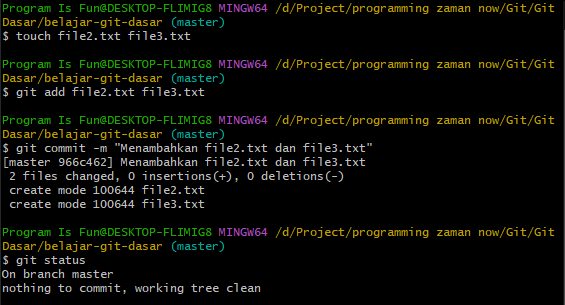 Program Is Fun@DESKTOP-FLIMIG8 MINGW64 /d/Project/programming zaman now/Git/Git
Dasar/belajar-git-dasar (master)
$ touch file2.txt file3.txt
Program Is Fun@DESKTOP-FLIMIG8 MINGW64 /d/Project/programming zaman now/Git/Git
Dasar/belajar-git-dasar (master)
$ git add file2.txt file3.txt
Program Is Fun@DESKTOP-FLIMIG8 MINGW64 /d/Project/programming zaman now/Git/Git
Dasar/belajar-git-dasar (master)
$ git commit -m "Menambahkan file2.txt dan file3.txt"
[master 966c462] Menambahkan file2.txt dan file3.txt
 2 files changed, 0 insertions(+), 0 deletions(-)
 create mode 100644 file2.txt
 create mode 100644 file3.txt
Program Is Fun@DESKTOP-FLIMIG8 MINGW64 /d/Project/programming zaman now/Git/Git
Dasar/belajar-git-dasar (master)
$ git status
On branch master
nothing to commit, working tree clean